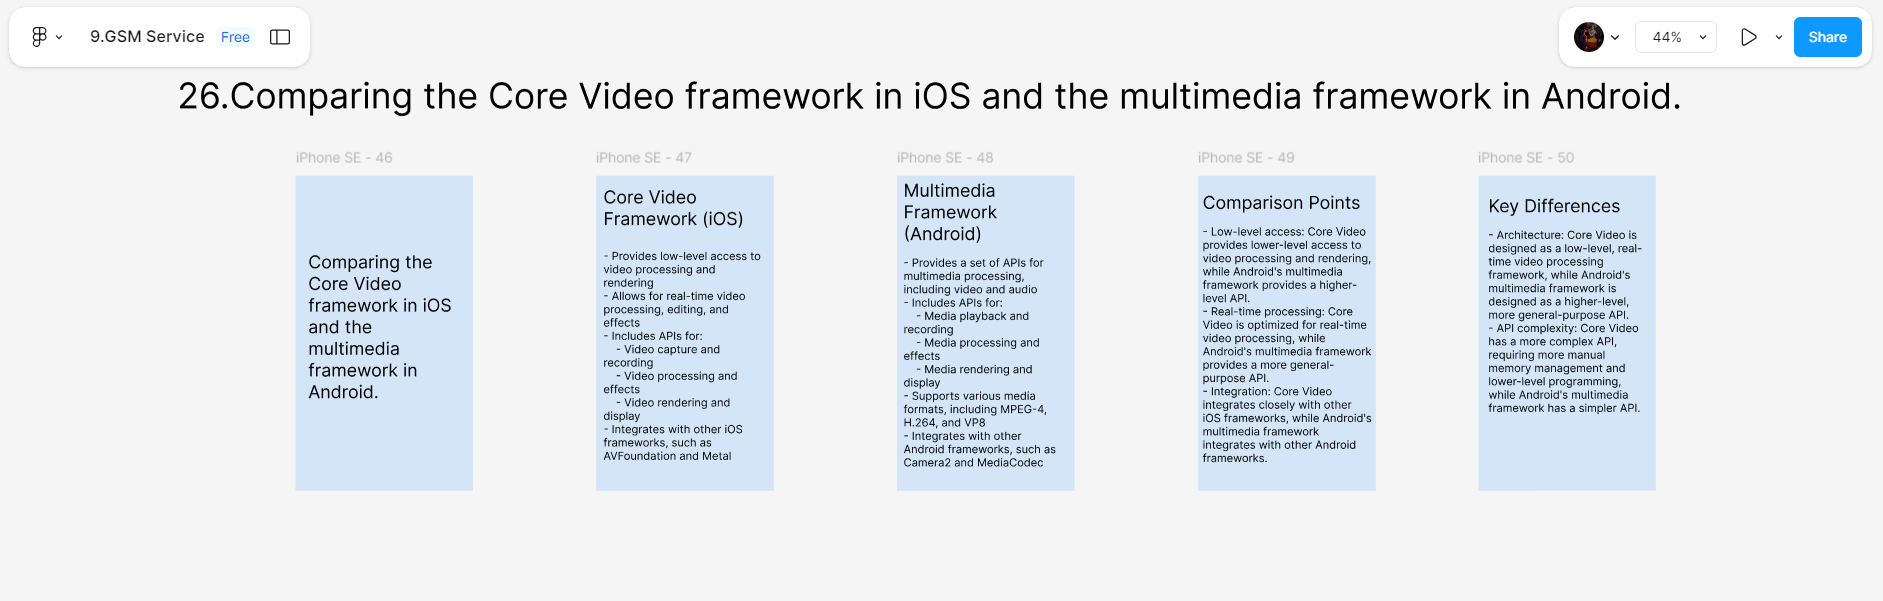 9.GSM Service Free
44%
Share
26.Comparing the Core Video framework in iOS and the multimedia framework in Android.
iPhone SE - 46
Comparing the
Core Video
framework in iOS
and the
multimedia
framework in
Android.
iPhone SE - 47
Core Video
Framework (iOS)
- Provides low-level access to
video processing and
rendering
- Allows for real-time video
processing, editing, and
effects
- Includes APIs for:
- Video capture and
recording
- Video processing and
effects
- Video rendering and
display
- Integrates with other iOS
frameworks, such as
AVFoundation and Metal
iPhone SE - 48
Multimedia
Framework
(Android)
- Provides a set of APIs for
multimedia processing,
including video and audio
- Includes APIs for:
- Media playback and
recording
- Media processing and
effects
- Media rendering and
display
- Supports various media
formats, including MPEG-4,
H.264, and VP8
- Integrates with other
Android frameworks, such as
Camera2 and MediaCodec
iPhone SE - 49
Comparison Points
- Low-level access: Core Video
provides lower-level access to
video processing and rendering,
while Android's multimedia
framework provides a higher-
level API.
- Real-time processing: Core
Video is optimized for real-time
video processing, while
Android's multimedia framework
provides a more general-
purpose API.
- Integration: Core Video
integrates closely with other
iOS frameworks, while Android's
multimedia framework
integrates with other Android
frameworks.
iPhone SE - 50
Key Differences
- Architecture: Core Video is
designed as a low-level, real-
time video processing
framework, while Android's
multimedia framework is
designed as a higher-level,
more general-purpose API.
- API complexity: Core Video
has a more complex API,
requiring more manual
memory management and
lower-level programming,
while Android's multimedia
framework has a simpler API.